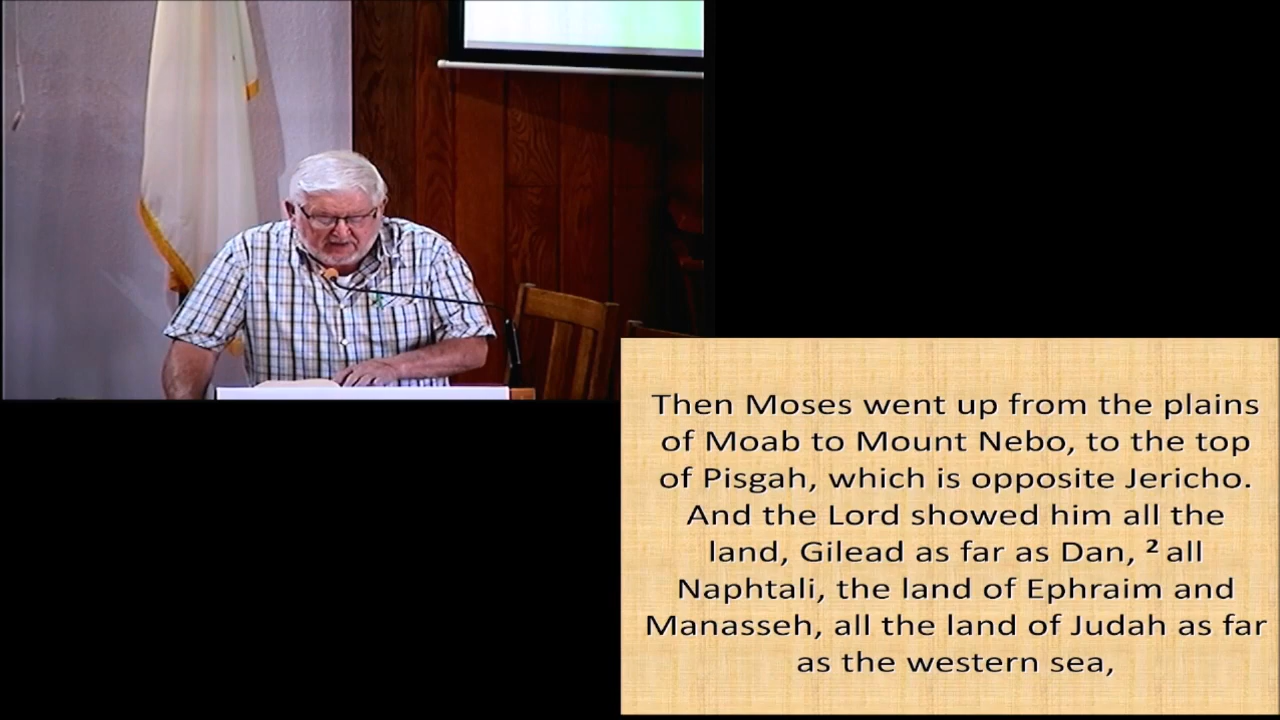 Then Moses went up from the plains
of Moab to Mount Nebo, to the top
of Pisgah, which is opposite Jericho.
And the Lord showed him all the
land, Gilead as far as Dan, ² all
Naphtali, the land of Ephraim and
Manasseh, all the land of Judah as far
as the western sea,